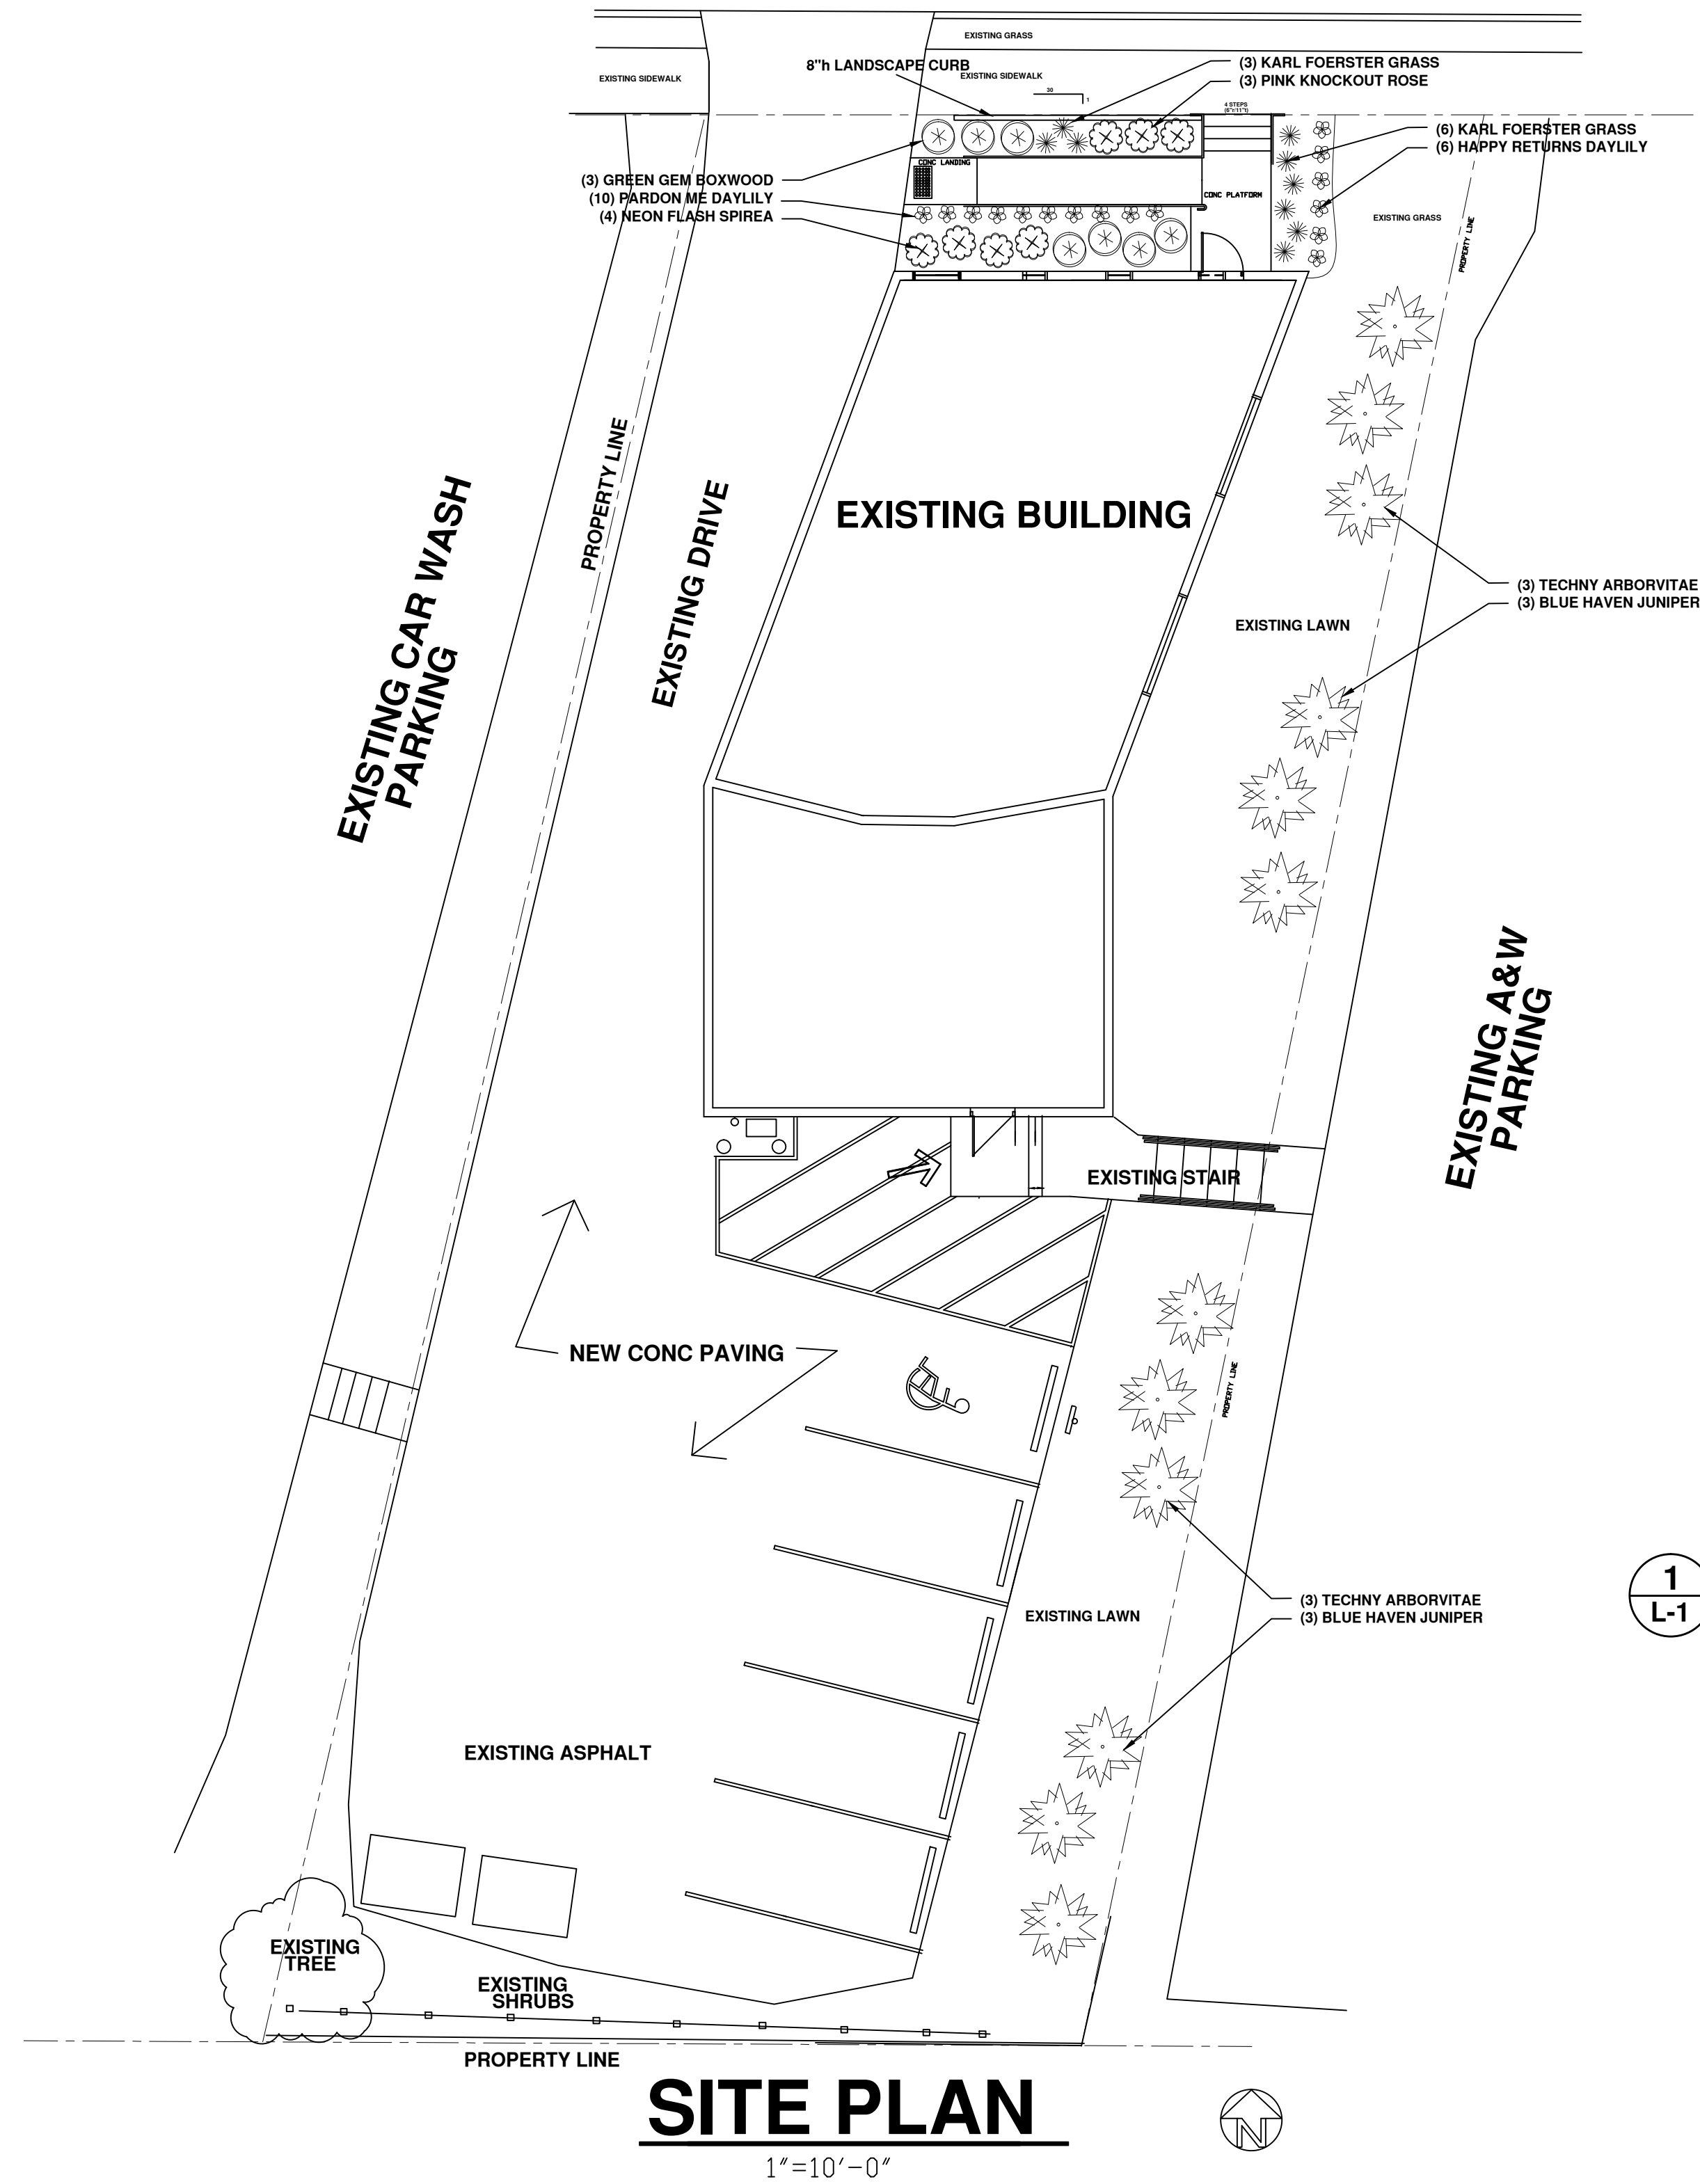 EXISTING GRASS
8"h LANDSCAPE CURB
EXISTING SIDEWALK
EXISTING SIDEWALK
(3) KARL FOERSTER GRASS
(3) PINK KNOCKOUT ROSE
30
1
4 STEPS
(6"r/11"t)
(6) KARL FOERSTER GRASS
(6) HAPPY RETURNS DAYLILY
CONC LANDING
(3) GREEN GEM BOXWOOD
(10) PARDON ME DAYLILY
(4) NEON FLASH SPIREA
CONC PLATFORM
EXISTING GRASS
PROPERTY LINE
PROPERTY LINE
EXISTING CAR WASH
PARKING
EXISTING DRIVE
EXISTING BUILDING
(3) TECHNY ARBORVITAE
(3) BLUE HAVEN JUNIPER
EXISTING LAWN
EXISTING A&W
PARKING
EXISTING STAIR
NEW CONC PAVING
PROPERTY LINE
1
L-1
(3) TECHNY ARBORVITAE
(3) BLUE HAVEN JUNIPER
EXISTING LAWN
EXISTING ASPHALT
EXISTING
TREE
EXISTING
SHRUBS
PROPERTY LINE
SITE PLAN
N
1"=10'-0"